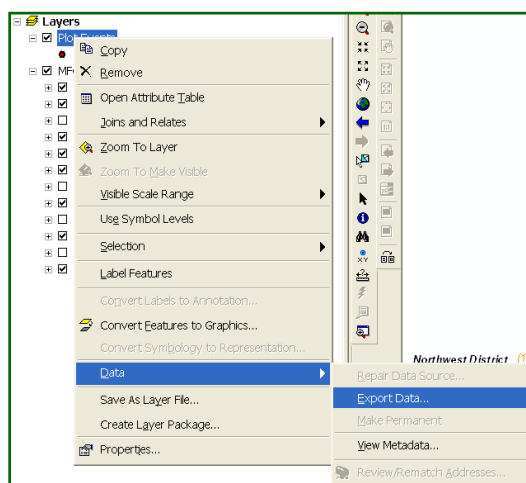 Layers
Plot Events
Copy
Remove
Open Attribute Table
Joins and Relates
Zoom To Layer
Zoom To Make Visible
Visible Scale Range
Use Symbol Levels
Selection
Label Features
Convert Labels to Annotation...
Convert Features to Graphics...
Convert Symbology to Representation...
Data
Save As Layer File...
Create Layer Package...
Properties...
XY
Northwest District (1
Repair Data Source...
Export Data...
Make Permanent
View Metadata...
Review/Rematch Addresses...